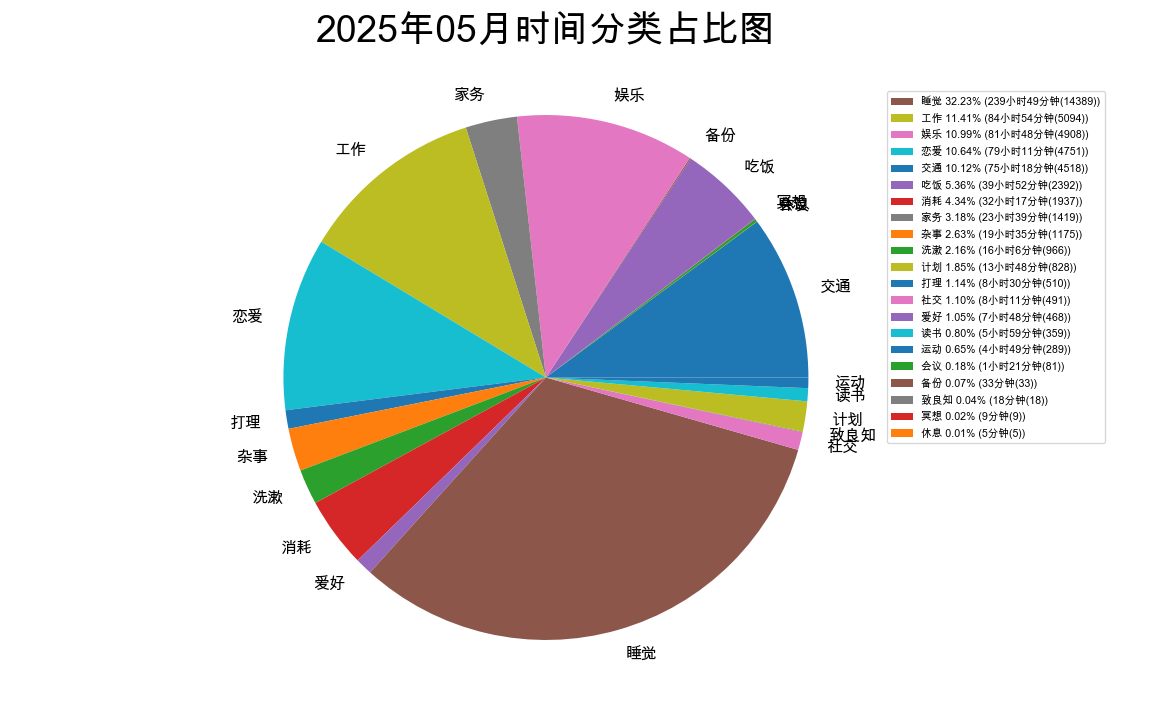 2025年05月时间分类占比图
家务
娱乐
备份
工作
吃饭
冥想
交通
恋爱
运动
读书
计划
致良知
社交
打理
杂事
洗漱
消耗
爱好
睡觉
睡觉 32.23% (239小时49分钟(14389))
工作 11.41% (84小时54分钟(5094))
娱乐 10.99% (81小时48分钟(4908))
恋爱 10.64% (79小时11分钟(4751))
交通 10.12% (75小时18分钟(4518))
吃饭 5.36% (39小时52分钟(2392))
消耗 4.34% (32小时17分钟(1937))
家务 3.18% (23小时39分钟(1419))
杂事 2.63% (19小时35分钟(1175))
洗漱 2.16% (16小时6分钟(966))
计划 1.85% (13小时48分钟(828))
打理 1.14% (8小时30分钟(510))
社交 1.10% (8小时11分钟(491))
爱好 1.05% (7小时48分钟(468))
读书 0.80% (5小时59分钟(359))
运动 0.65% (4小时49分钟(289))
会议 0.18% (1小时21分钟(81))
备份 0.07% (33分钟(33))
致良知 0.04% (18分钟(18))
冥想 0.02% (9分钟(9))
休息 0.01% (5分钟(5))